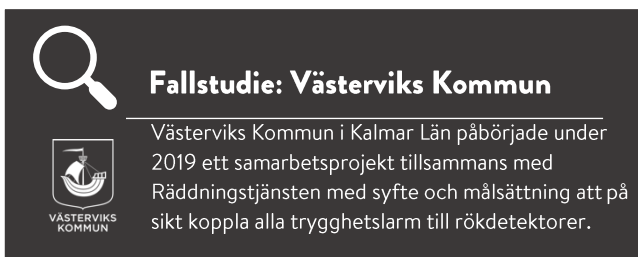 Fallstudie: Västerviks Kommun
Västerviks Kommun i Kalmar Län påbörjade under
2019 ett samarbetsprojekt tillsammans med
Räddningstjänsten med syfte och målsättning att på
sikt koppla alla trygghetslarm till rökdetektorer.
VÄSTERVIKS
KOMMUN